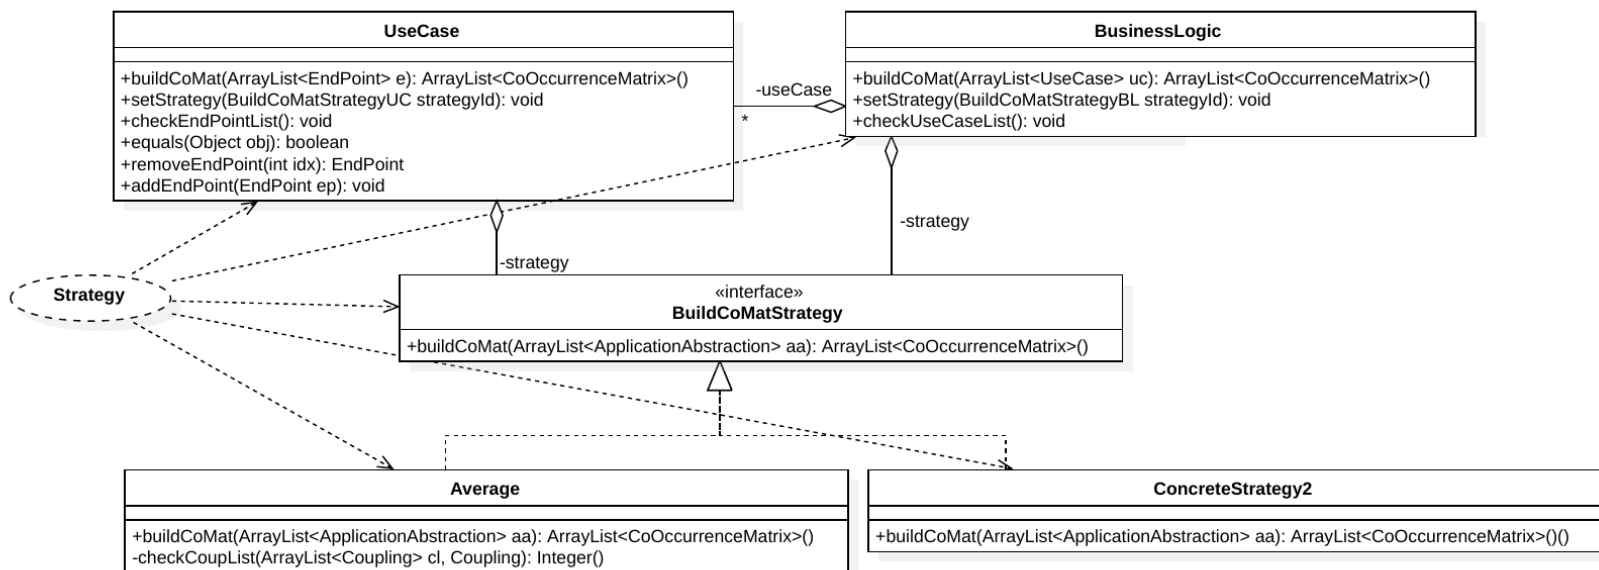 UseCase
+buildCoMat(ArrayList<EndPoint> e): ArrayList<CoOccurrenceMatrix>()
+setStrategy(BuildCoMatStrategyUC strategyId): void
+checkEndPointList(): void
+equals(Object obj): boolean
+removeEndPoint(int idx): EndPoint
+addEndPoint(EndPoint ep): void
-useCase
*
BusinessLogic
+buildCoMat(ArrayList<UseCase> uc): ArrayList<CoOccurrenceMatrix>()
+setStrategy(BuildCoMatStrategyBL strategyId): void
+checkUseCaseList(): void
-strategy
-strategy
Strategy
«interface»
BuildCoMatStrategy
+buildCoMat(ArrayList<ApplicationAbstraction> aa): ArrayList<CoOccurrenceMatrix>()
Average
+buildCoMat(ArrayList<ApplicationAbstraction> aa): ArrayList<CoOccurrenceMatrix>()
-checkCoupList(ArrayList<Coupling> cl, Coupling): Integer()
ConcreteStrategy2
+buildCoMat(ArrayList<ApplicationAbstraction> aa): ArrayList<CoOccurrenceMatrix>()()